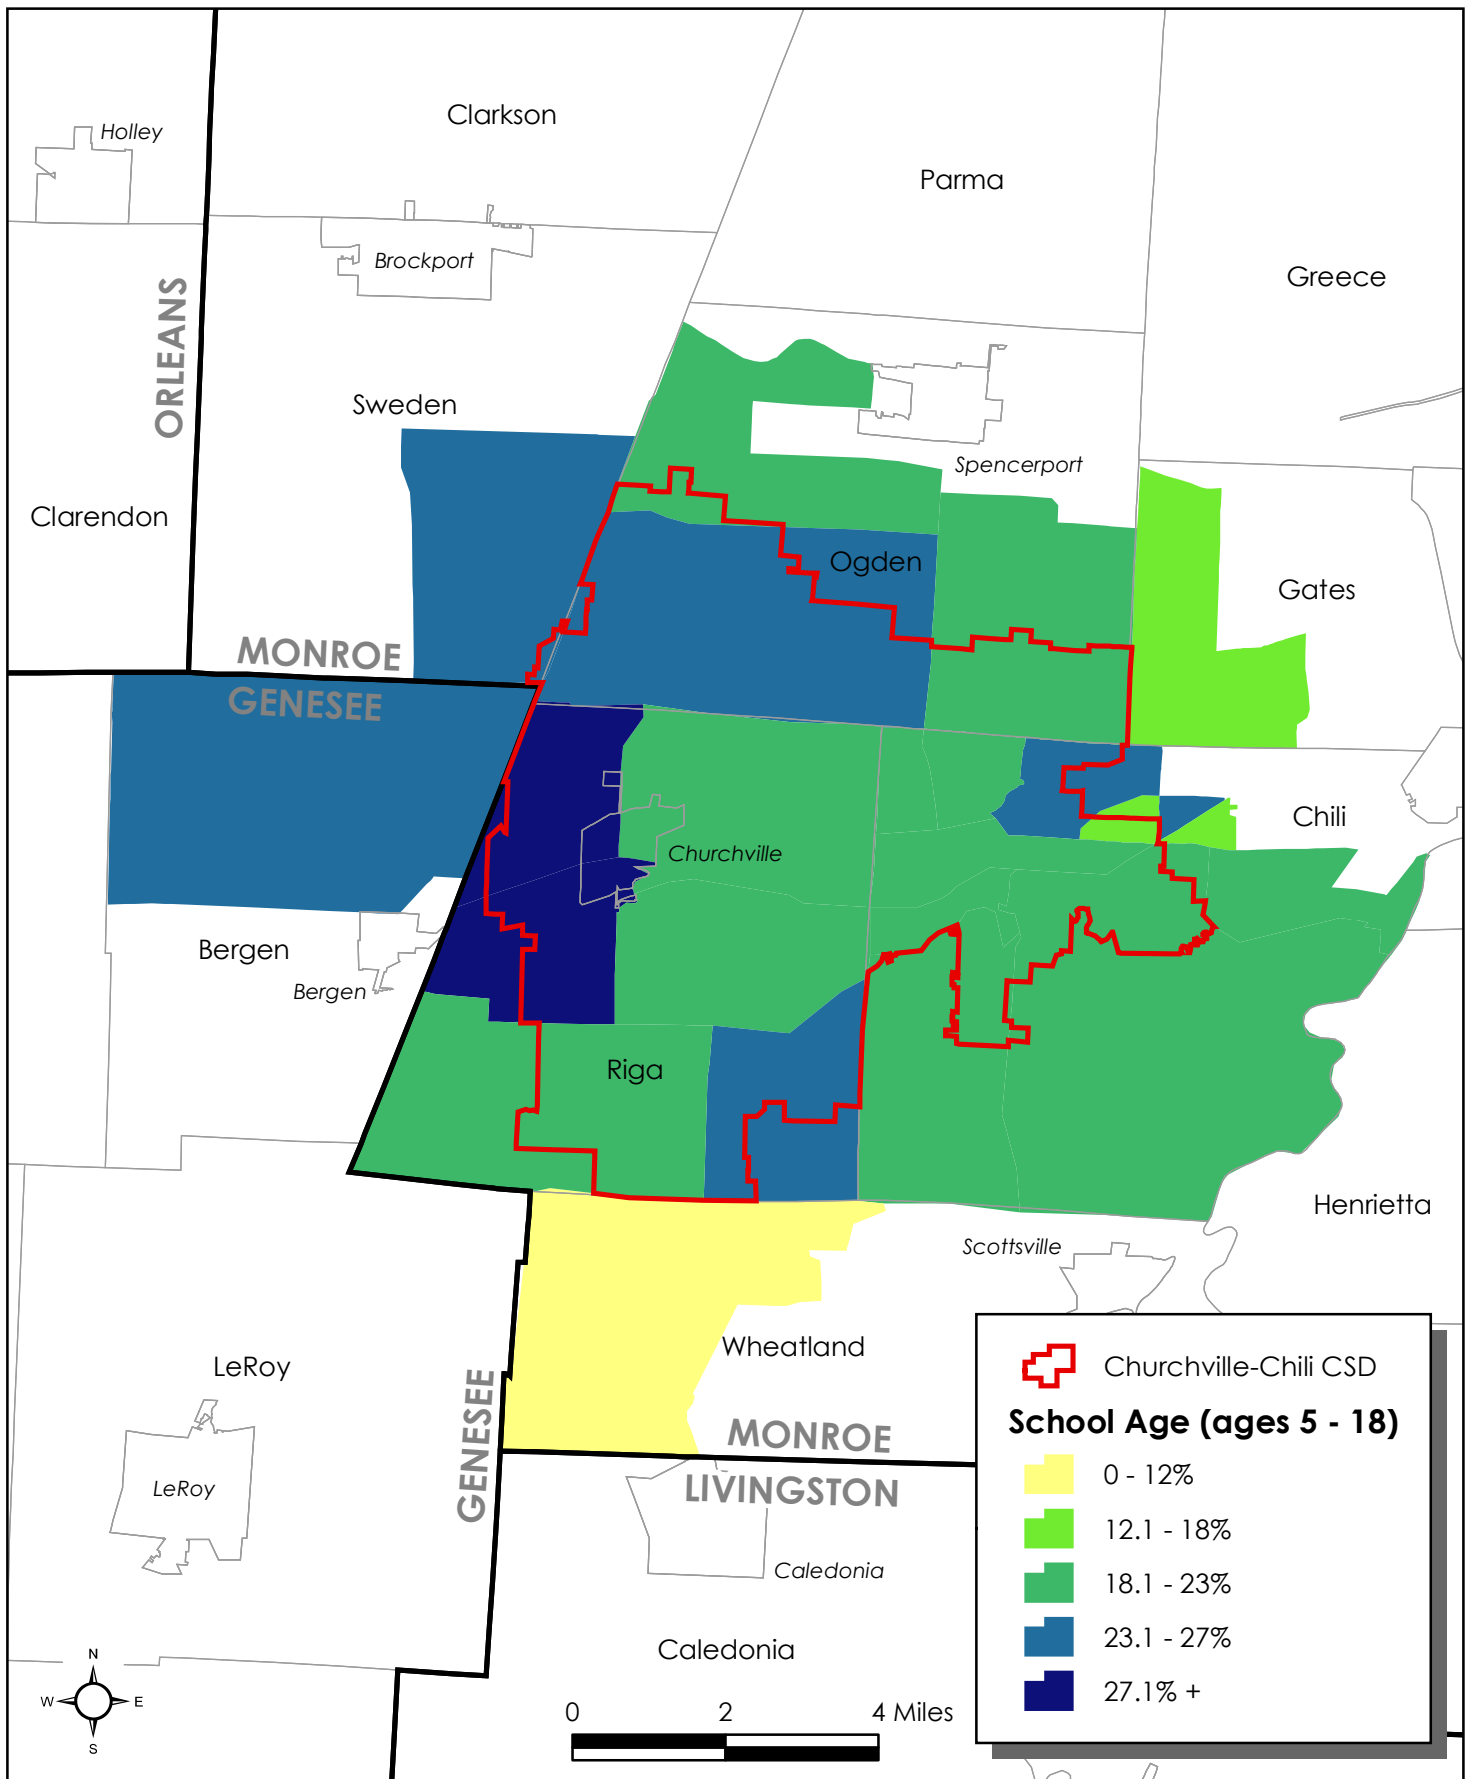 Holley
Clarkson
Parma
Brockport
Greece
ORLEANS
Sweden
Spencerport
Clarendon
Ogden
Gates
MONROE
GENESEE
Chili
Churchville
Bergen
Bergen
Riga
Henrietta
Scottsville
Wheatland
LeRoy
GENESEE
MONROE
LIVINGSTON
LeRoy
Caledonia
Caledonia
Churchville-Chili CSD
School Age (ages 5 - 18)
0 - 12%
12.1 - 18%
18.1 - 23%
23.1 - 27%
27.1% +
N
W E
S
0 2 4 Miles